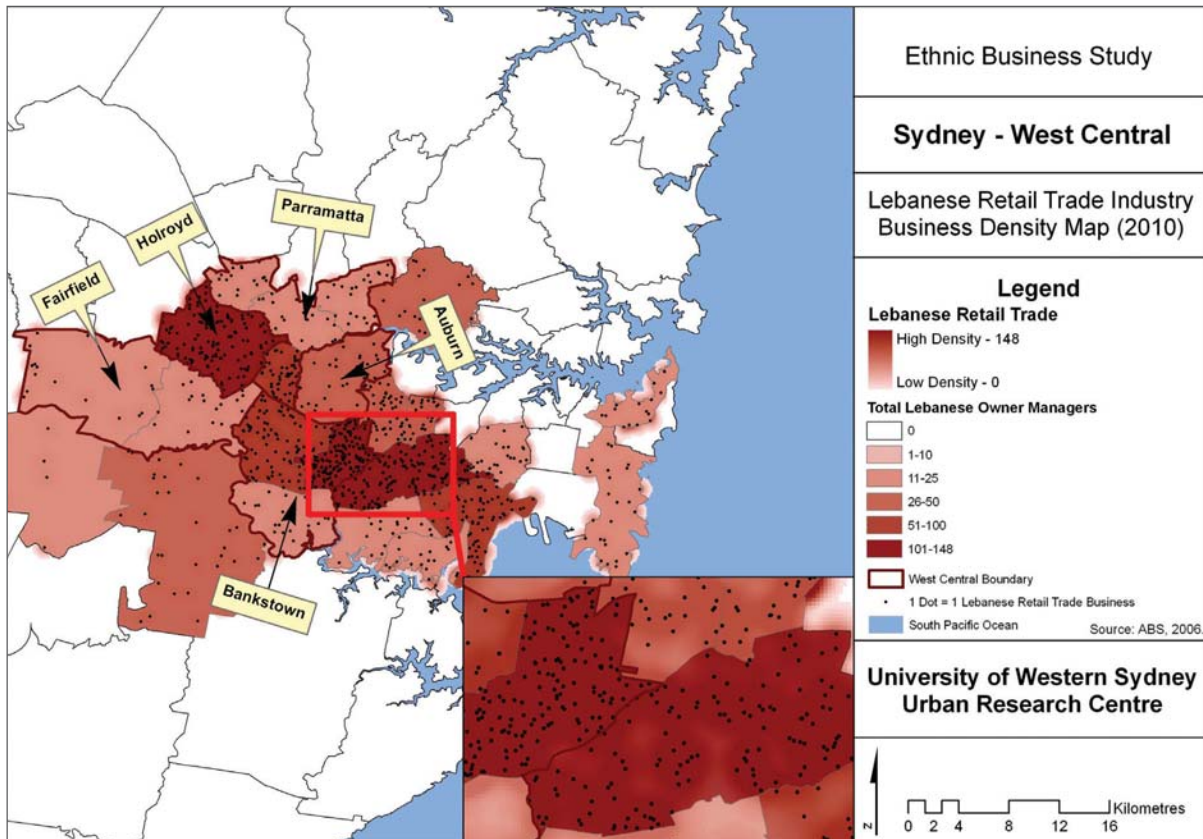 Ethnic Business Study
Sydney - West Central
Lebanese Retail Trade Industry
Business Density Map (2010)
Legend
Lebanese Retail Trade
High Density - 148
Low Density - 0
Total Lebanese Owner Managers
0
1-10
11-25
26-50
51-100
101-148
West Central Boundary
1 Dot = 1 Lebanese Retail Trade Business
South Pacific Ocean
Source: ABS, 2006.
University of Western Sydney
Urban Research Centre
N
Kilometres
0 2 4 8 12 16
Parramatta
Holroyd
Fairfield
Auburn
Bankstown